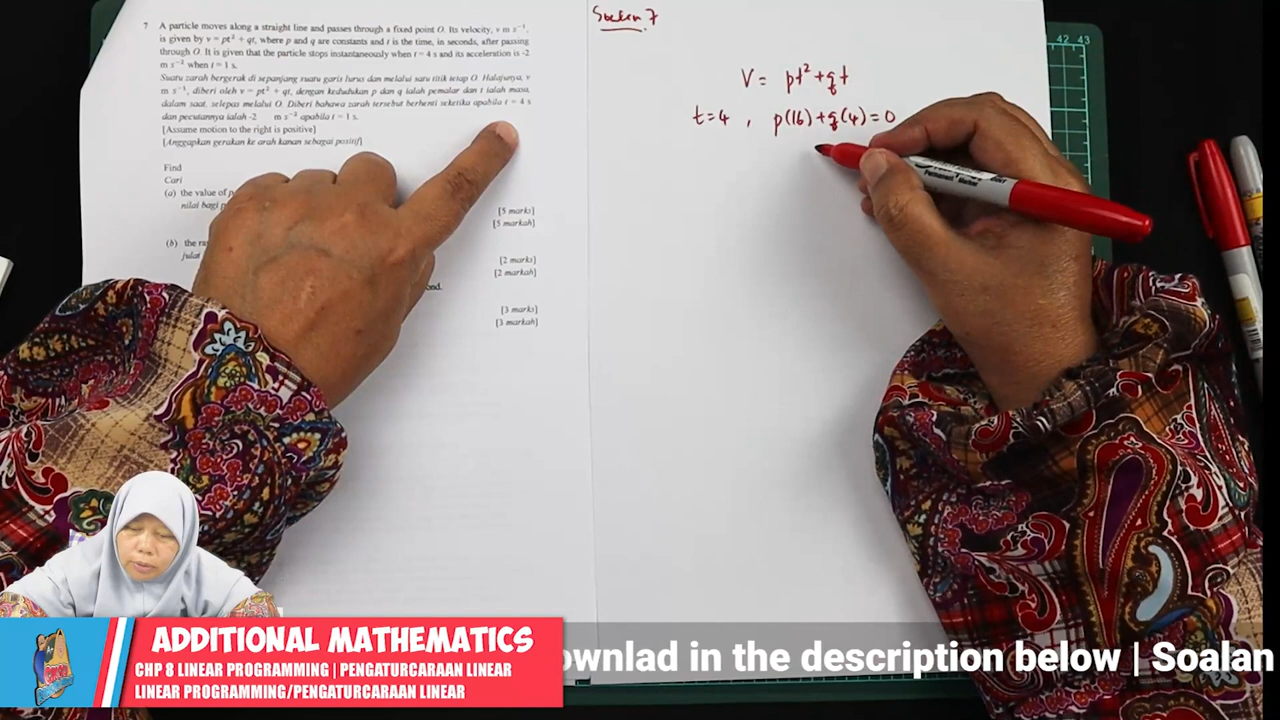 7 A particle moves along a straight line and passes through a fixed point O. Its velocity, v m s⁻¹,
is given by v = pt² + qt, where p and q are constants and t is the time, in seconds, after passing
through O. It is given that the particle stops instantaneously when t = 4 s and its acceleration is -2
m s⁻² when t = 1 s.
Suatu zarah bergerak di sepanjang suatu garis lurus dan melalui satu titik tetap O. Halajunya, v
m s⁻¹, diberi oleh v = pt² + qt, dengan keadaan p dan q ialah pemalar dan t ialah masa,
dalam saat, selepas melalui O. Diberi bahawa zarah tersebut berhenti seketika apabila t = 4 s
dan pecutannya ialah -2 m s⁻² apabila t = 1 s.
[Assume motion to the right is positive]
[Anggapkan gerakan ke arah kanan sebagai positif]
Find
Cari
(a) the value of p
nilai bagi p
[5 marks]
[5 markah]
(b) the
julat
[2 marks]
[2 markah]
[3 marks]
[3 markah]
Soalan 7
V = pt² + qt
t = 4 , p(16) + q(4) = 0
42 43
ADDITIONAL MATHEMATICS
CHP 8 LINEAR PROGRAMMING | PENGATURCARAAN LINEAR
LINEAR PROGRAMMING/PENGATURCARAAN LINEAR
ownlad in the description below | Soalan